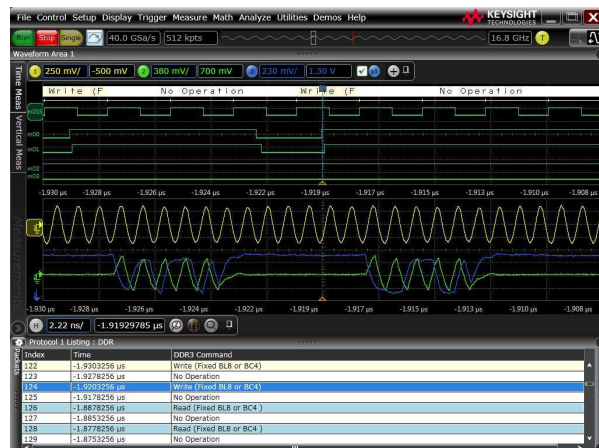 File Control Setup Display Trigger Measure Math Analyze Utilities Demos Help
KEYSIGHT
TECHNOLOGIES
Run Stop Single 40.0 GSa/s 512 kpts 16.8 GHz T
Waveform Area 1
1 250 mV/ -500 mV 2 380 mV/ 700 mV 3 230 mV/ 1.30 V
Time Meas
Vertical Meas
Measurements
Write (F No Operation Write (F No Operation
-1.930 µs -1.928 µs -1.926 µs -1.924 µs -1.922 µs -1.919 µs -1.917 µs -1.915 µs -1.913 µs -1.910 µs -1.908 µs
-1.930 µs -1.928 µs -1.926 µs -1.924 µs -1.922 µs -1.919 µs -1.917 µs -1.915 µs -1.913 µs -1.910 µs -1.908 µs
H 2.22 ns/ -1.91929785 µs
Protocol 1 Listing : DDR
Packets
Index Time DDR3 Command
122 -1.9303256 µs Write (Fixed BL8 or BC4)
123 -1.9278256 µs No Operation
124 -1.9203256 µs Write (Fixed BL8 or BC4)
125 -1.9178256 µs No Operation
126 -1.8878256 µs Read (Fixed BL8 or BC4 )
127 -1.8853256 µs No Operation
128 -1.8778256 µs Read (Fixed BL8 or BC4 )
129 -1.8753256 µs No Operation